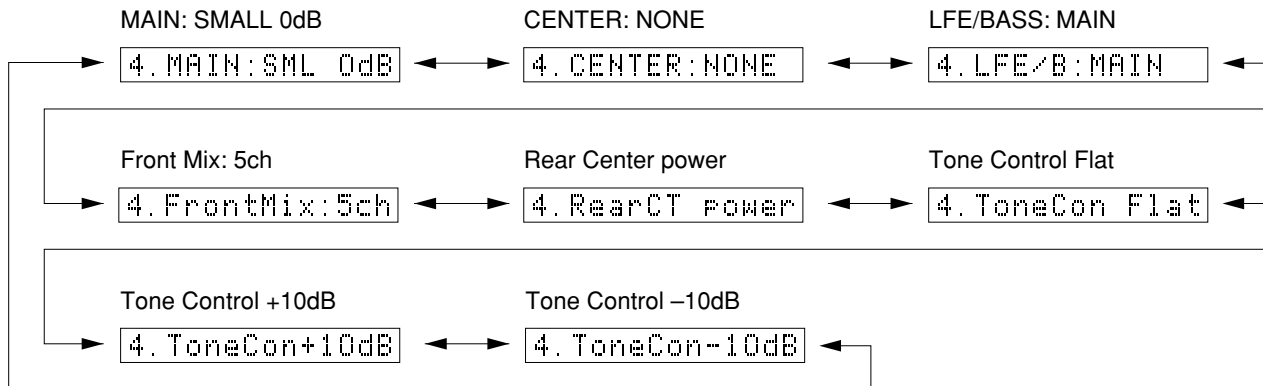 MAIN: SMALL 0dB CENTER: NONE LFE/BASS: MAIN
4.MAIN:SML 0dB 4.CENTER:NONE 4.LFE/B:MAIN
Front Mix: 5ch Rear Center power Tone Control Flat
4.FrontMix:5ch 4.RearCT power 4.ToneCon Flat
Tone Control +10dB Tone Control –10dB
4.ToneCon+10dB 4.ToneCon-10dB